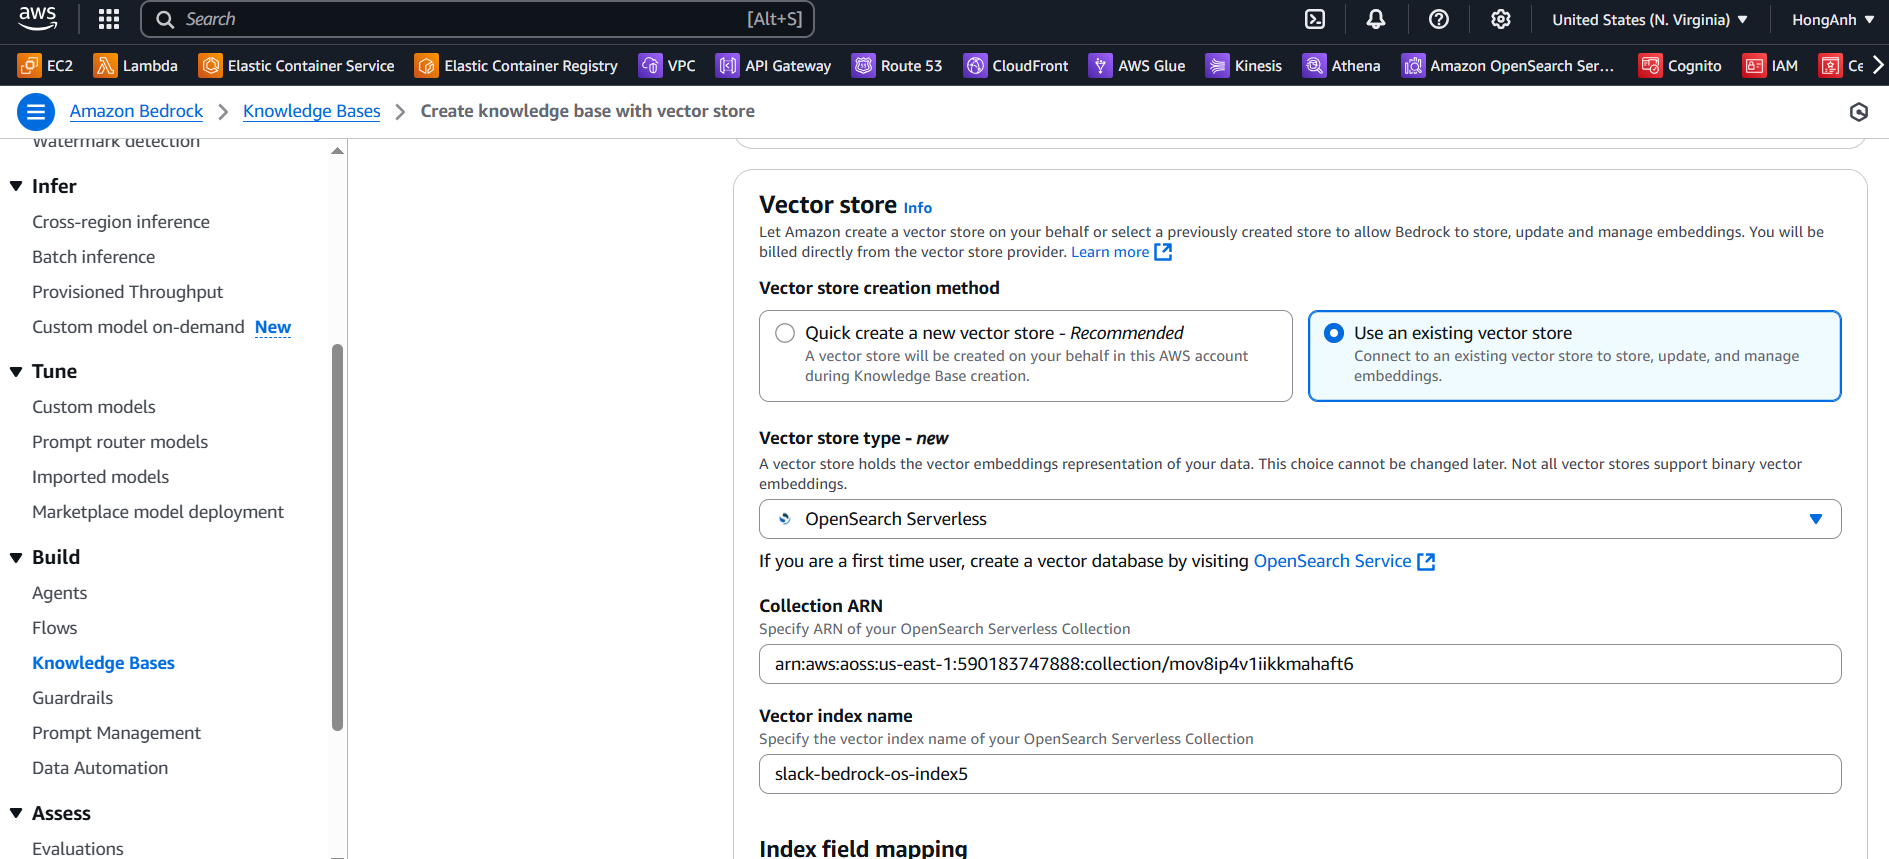 aws
Search [Alt+S]
United States (N. Virginia)
HongAnh
EC2
Lambda
Elastic Container Service
Elastic Container Registry
VPC
API Gateway
Route 53
CloudFront
AWS Glue
Kinesis
Athena
Amazon OpenSearch Ser...
Cognito
IAM
Ce
Amazon Bedrock
Knowledge Bases
Create knowledge base with vector store
Watermark detection
Infer
Cross-region inference
Batch inference
Provisioned Throughput
Custom model on-demand New
Tune
Custom models
Prompt router models
Imported models
Marketplace model deployment
Build
Agents
Flows
Knowledge Bases
Guardrails
Prompt Management
Data Automation
Assess
Evaluations
Vector store Info
Let Amazon create a vector store on your behalf or select a previously created store to allow Bedrock to store, update and manage embeddings. You will be
billed directly from the vector store provider. Learn more
Vector store creation method
Quick create a new vector store - Recommended
A vector store will be created on your behalf in this AWS account
during Knowledge Base creation.
Use an existing vector store
Connect to an existing vector store to store, update, and manage
embeddings.
Vector store type - new
A vector store holds the vector embeddings representation of your data. This choice cannot be changed later. Not all vector stores support binary vector
embeddings.
OpenSearch Serverless
If you are a first time user, create a vector database by visiting OpenSearch Service
Collection ARN
Specify ARN of your OpenSearch Serverless Collection
arn:aws:aoss:us-east-1:590183747888:collection/mov8ip4v1iikkmahaft6
Vector index name
Specify the vector index name of your OpenSearch Serverless Collection
slack-bedrock-os-index5
Index field mapping